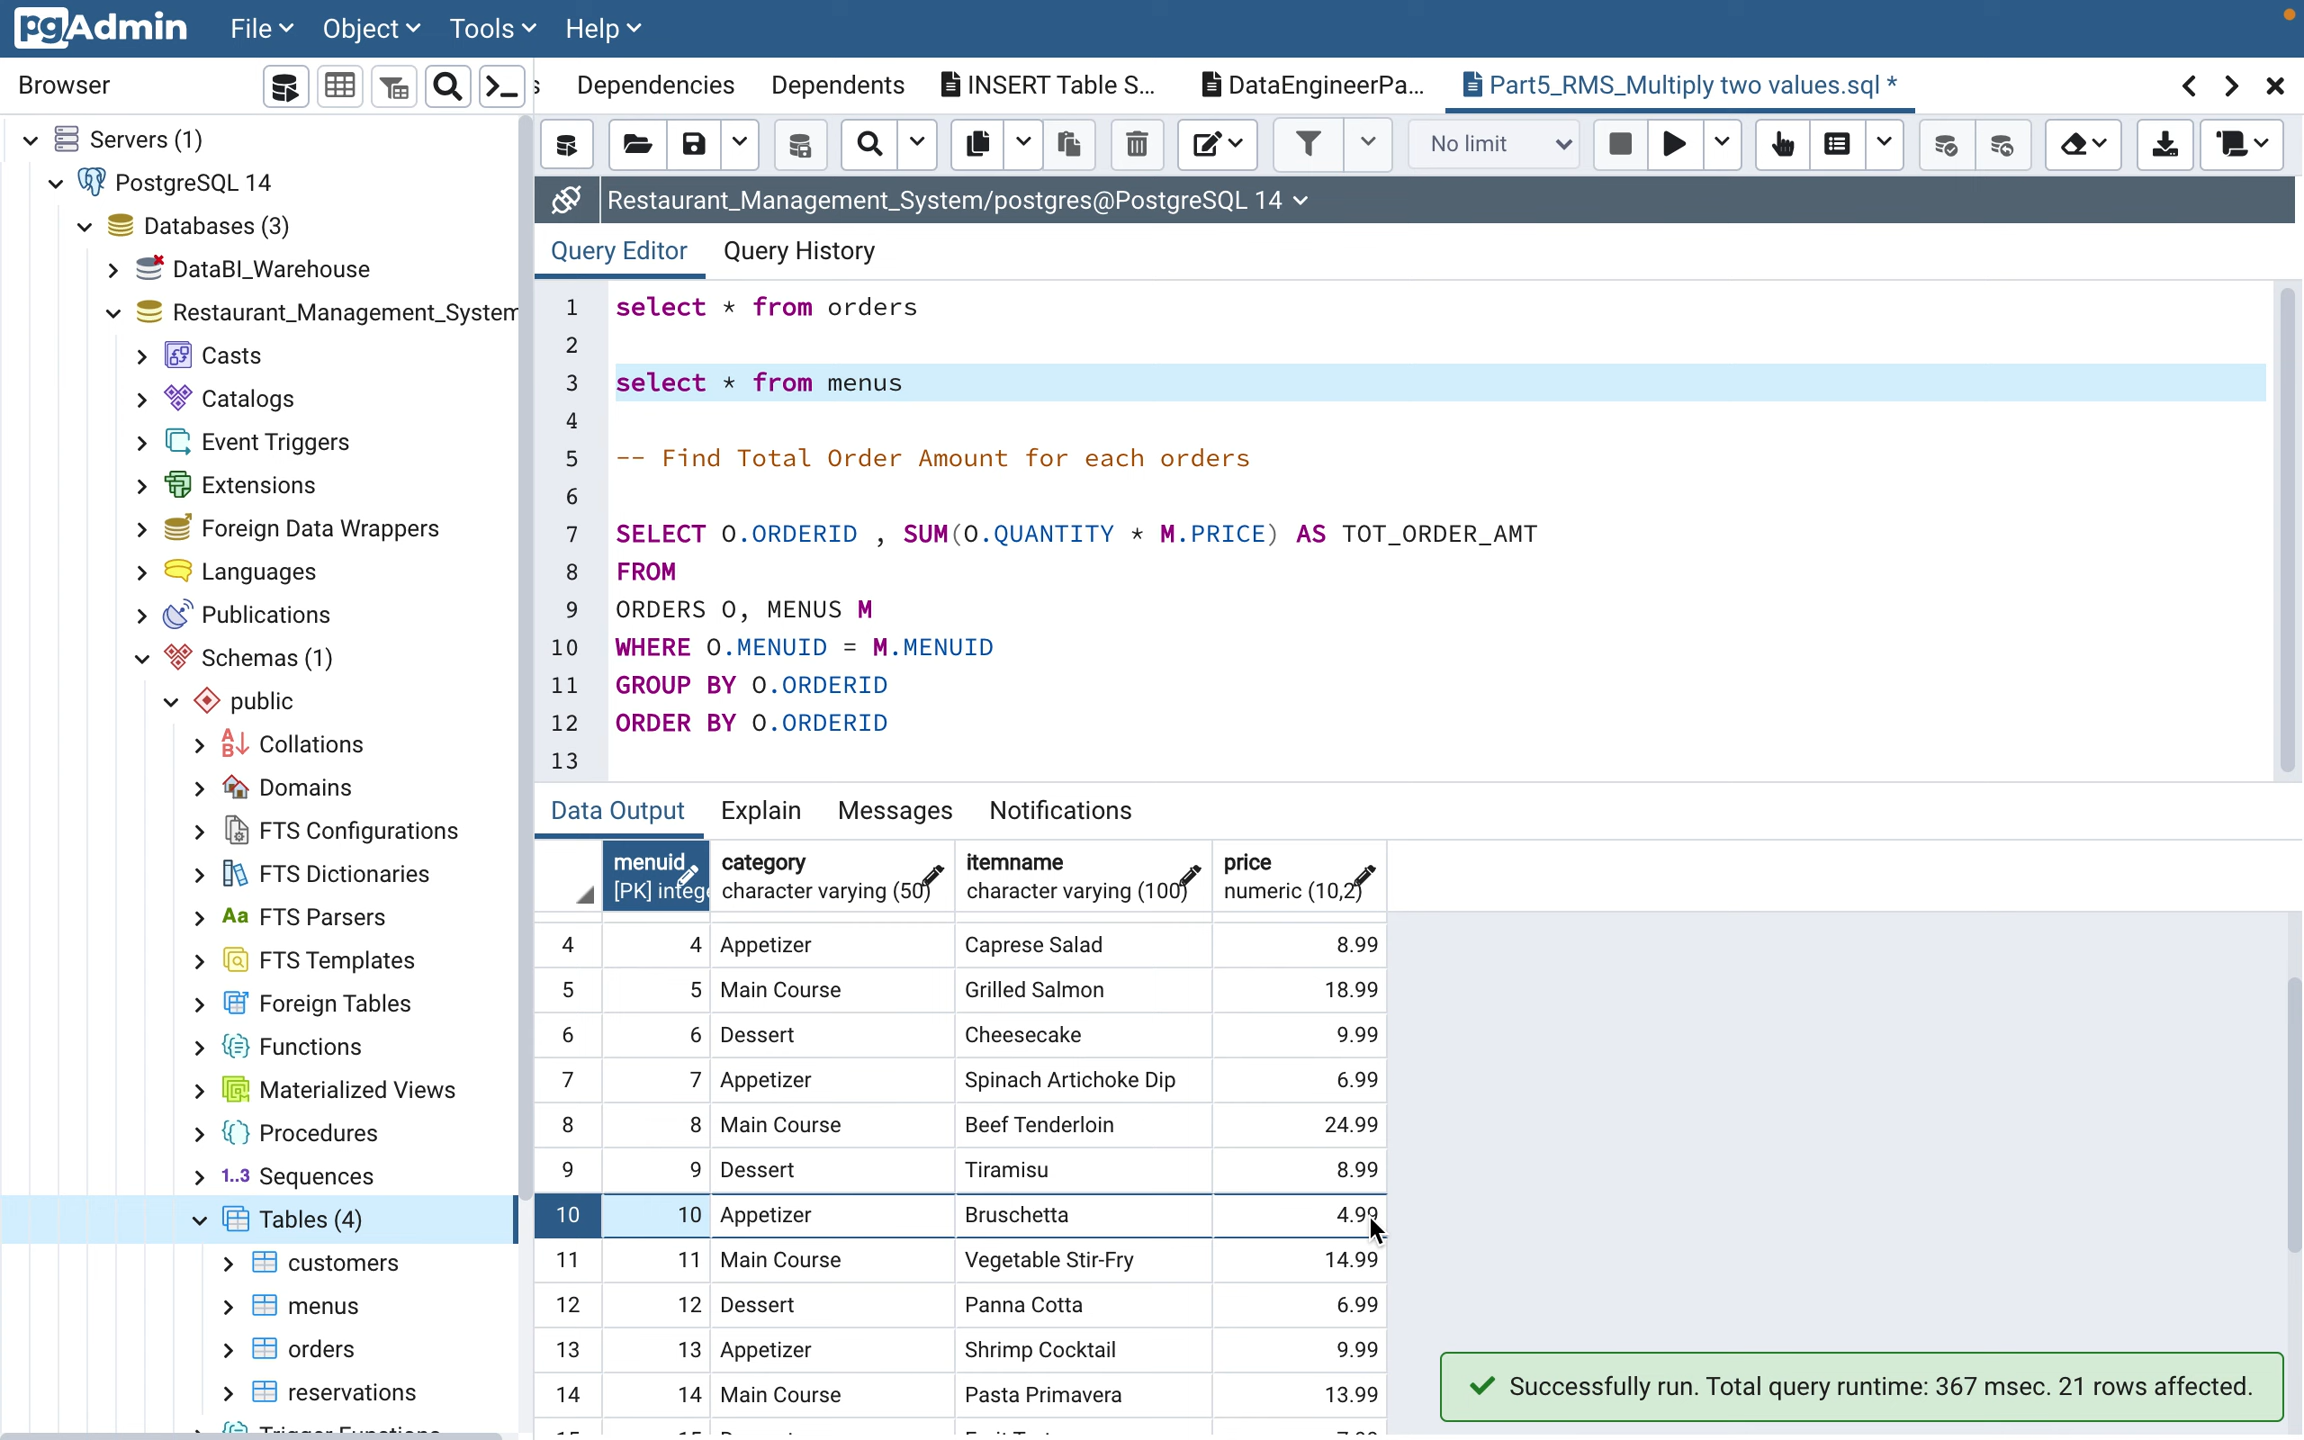 pgAdmin File Object Tools Help
Browser
Dependencies Dependents INSERT Table S... DataEngineerPa... Part5_RMS_Multiply two values.sql *
No limit
Restaurant_Management_System/postgres@PostgreSQL 14
Query Editor Query History
Servers (1)
PostgreSQL 14
Databases (3)
DataBI_Warehouse
Restaurant_Management_System
Casts
Catalogs
Event Triggers
Extensions
Foreign Data Wrappers
Languages
Publications
Schemas (1)
public
Collations
Domains
FTS Configurations
FTS Dictionaries
Aa FTS Parsers
FTS Templates
Foreign Tables
Functions
Materialized Views
Procedures
1..3 Sequences
Tables (4)
customers
menus
orders
reservations
1 select * from orders
2
3 select * from menus
4
5 -- Find Total Order Amount for each orders
6
7 SELECT O.ORDERID , SUM(O.QUANTITY * M.PRICE) AS TOT_ORDER_AMT
8 FROM
9 ORDERS O, MENUS M
10 WHERE O.MENUID = M.MENUID
11 GROUP BY O.ORDERID
12 ORDER BY O.ORDERID
13
Data Output Explain Messages Notifications
menuid category itemname price
[PK] intege character varying (50) character varying (100) numeric (10,2)
4 4 Appetizer Caprese Salad 8.99
5 5 Main Course Grilled Salmon 18.99
6 6 Dessert Cheesecake 9.99
7 7 Appetizer Spinach Artichoke Dip 6.99
8 8 Main Course Beef Tenderloin 24.99
9 9 Dessert Tiramisu 8.99
10 10 Appetizer Bruschetta 4.99
11 11 Main Course Vegetable Stir-Fry 14.99
12 12 Dessert Panna Cotta 6.99
13 13 Appetizer Shrimp Cocktail 9.99
14 14 Main Course Pasta Primavera 13.99
Successfully run. Total query runtime: 367 msec. 21 rows affected.